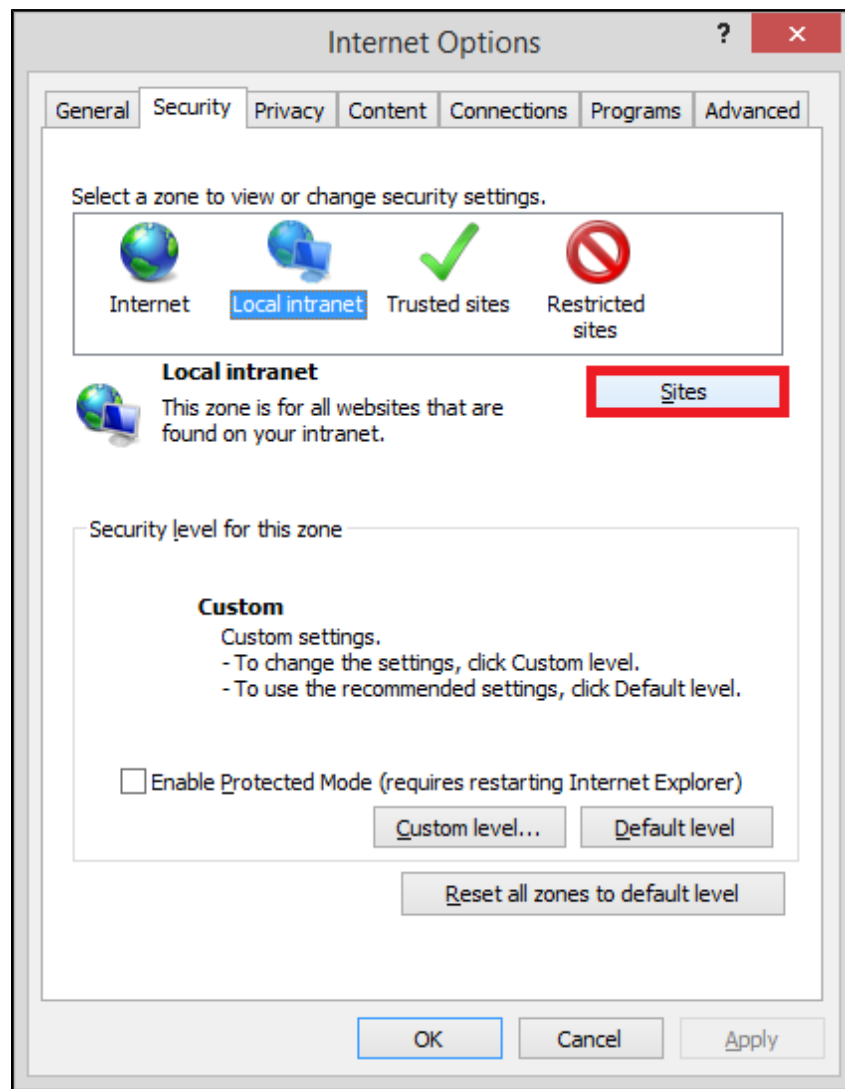 Internet Options
?
General Security Privacy Content Connections Programs Advanced
Select a zone to view or change security settings.
Internet Local intranet Trusted sites Restricted
sites
Local intranet
Sites
This zone is for all websites that are
found on your intranet.
Security level for this zone
Custom
Custom settings.
- To change the settings, click Custom level.
- To use the recommended settings, click Default level.
Enable Protected Mode (requires restarting Internet Explorer)
Custom level... Default level
Reset all zones to default level
OK Cancel Apply